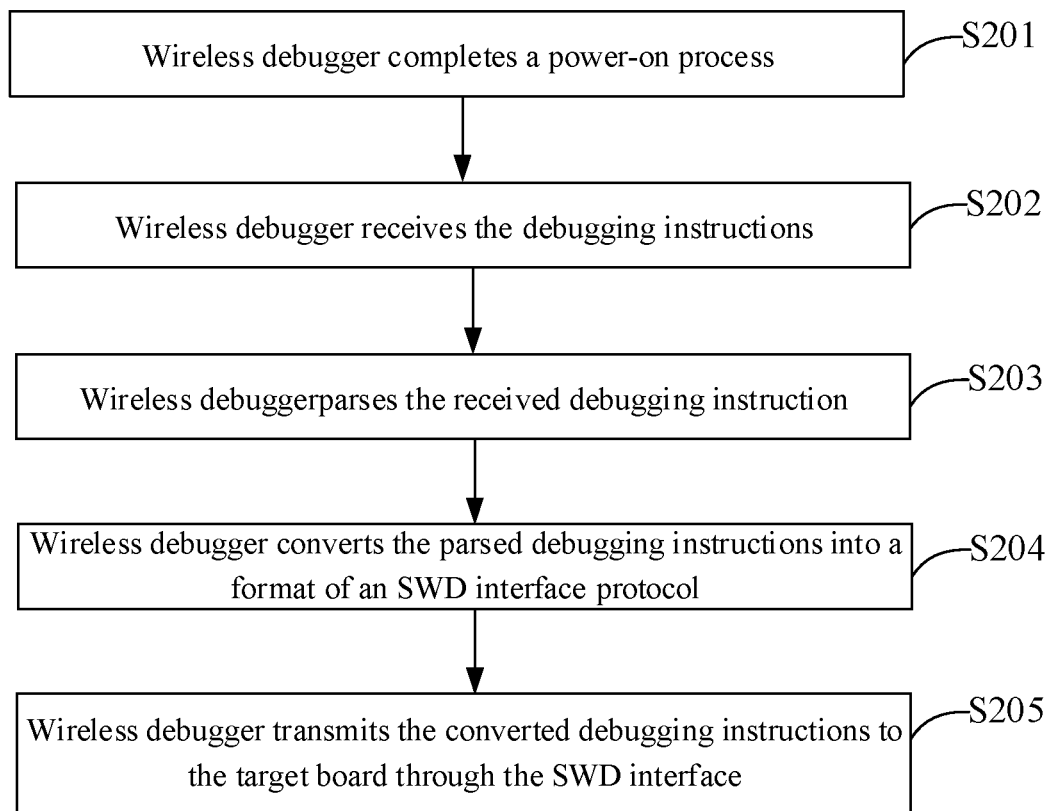 Wireless debugger completes a power-on process
S201
Wireless debugger receives the debugging instructions
S202
Wireless debuggerparses the received debugging instruction
S203
Wireless debugger converts the parsed debugging instructions into a
format of an SWD interface protocol
S204
Wireless debugger transmits the converted debugging instructions to
the target board through the SWD interface
S205